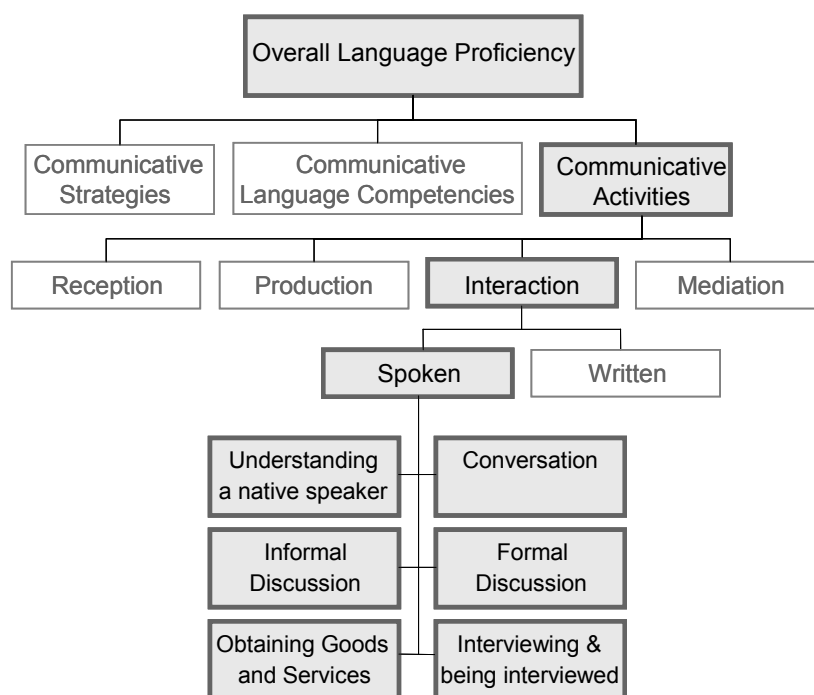 Overall Language Proficiency
Communicative
Strategies
Communicative
Language Competencies
Communicative
Activities
Reception
Production
Interaction
Mediation
Spoken
Written
Understanding
a native speaker
Conversation
Informal
Discussion
Formal
Discussion
Obtaining Goods
and Services
Interviewing &
being interviewed